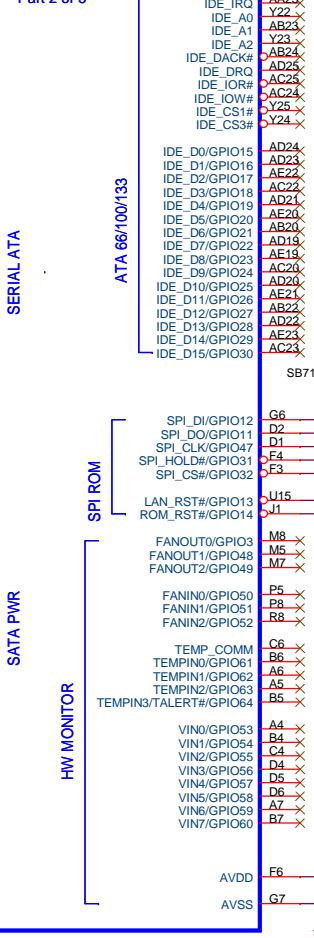 Part 2 of 5
IDE_IRQ AA25
IDE_A0 Y22
IDE_A1 AB23
IDE_A2 Y23
IDE_DACK# AB24
IDE_DRQ AD25
IDE_IOR# AC25
IDE_IOW# AC24
IDE_CS1# Y25
IDE_CS3# Y24
IDE_D0/GPIO15 AD24
IDE_D1/GPIO16 AD23
IDE_D2/GPIO17 AE22
IDE_D3/GPIO18 AC22
IDE_D4/GPIO19 AD21
IDE_D5/GPIO20 AE20
IDE_D6/GPIO21 AB20
IDE_D7/GPIO22 AD19
IDE_D8/GPIO23 AE19
IDE_D9/GPIO24 AC20
IDE_D10/GPIO25 AD20
IDE_D11/GPIO26 AE21
IDE_D12/GPIO27 AB22
IDE_D13/GPIO28 AD22
IDE_D14/GPIO29 AE23
IDE_D15/GPIO30 AC23
ATA 66/100/133
SERIAL ATA
SB71
SPI_DI/GPIO12 G6
SPI_DO/GPIO11 D2
SPI_CLK/GPIO47 D1
SPI_HOLD#/GPIO31 F4
SPI_CS#/GPIO32 F3
LAN_RST#/GPIO13 U15
ROM_RST#/GPIO14 J1
SPI ROM
FANOUT0/GPIO3 M8
FANOUT1/GPIO48 M5
FANOUT2/GPIO49 M7
FANIN0/GPIO50 P5
FANIN1/GPIO51 P8
FANIN2/GPIO52 R8
TEMP_COMM C6
TEMPIN0/GPIO61 B6
TEMPIN1/GPIO62 A6
TEMPIN2/GPIO63 A5
TEMPIN3/TALERT#/GPIO64 B5
SATA PWR
HW MONITOR
VIN0/GPIO53 A4
VIN1/GPIO54 B4
VIN2/GPIO55 C4
VIN3/GPIO56 D4
VIN4/GPIO57 D5
VIN5/GPIO58 D6
VIN6/GPIO59 A7
VIN7/GPIO60 B7
AVDD F6
AVSS G7